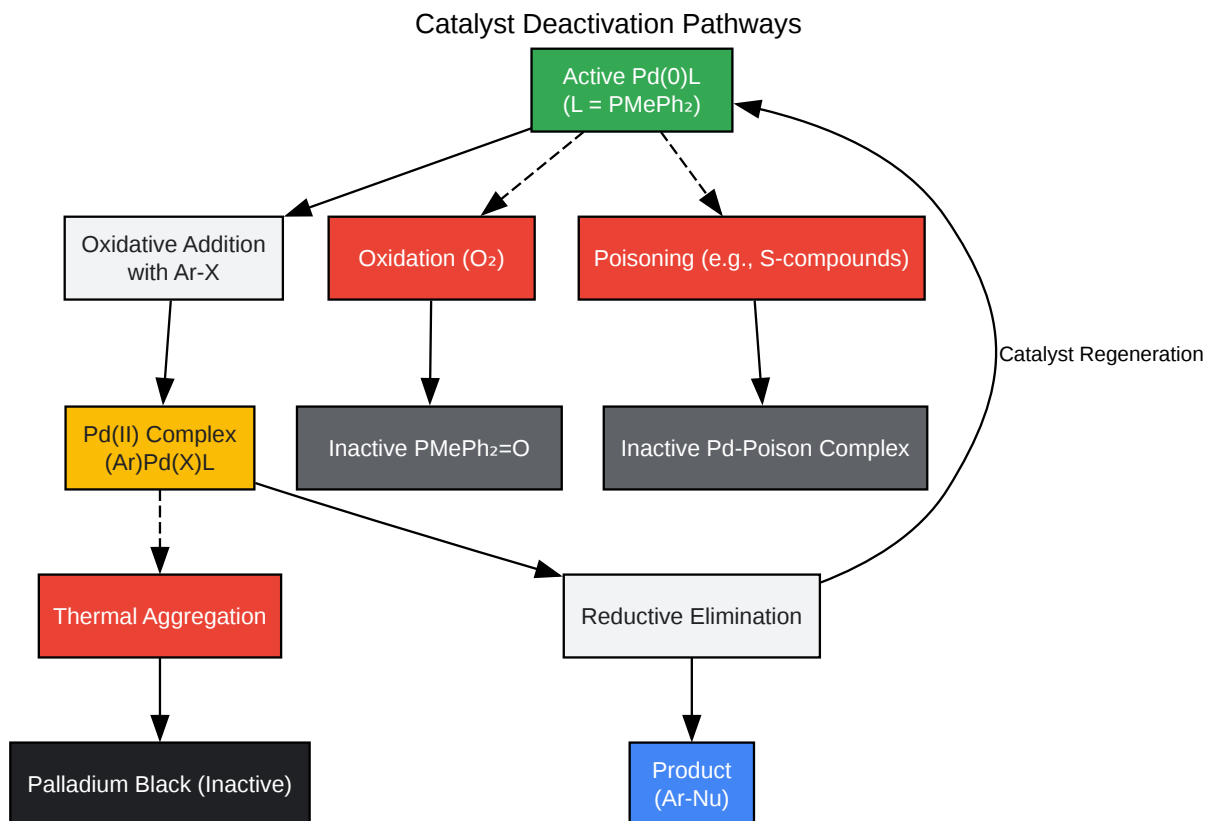 Catalyst Deactivation Pathways
Active Pd(0)L
(L = PMePh₂)
Oxidative Addition
with Ar-X
Oxidation (O₂)
Poisoning (e.g., S-compounds)
Catalyst Regeneration
Pd(II) Complex
(Ar)Pd(X)L
Inactive PMePh₂=O
Inactive Pd-Poison Complex
Thermal Aggregation
Reductive Elimination
Palladium Black (Inactive)
Product
(Ar-Nu)